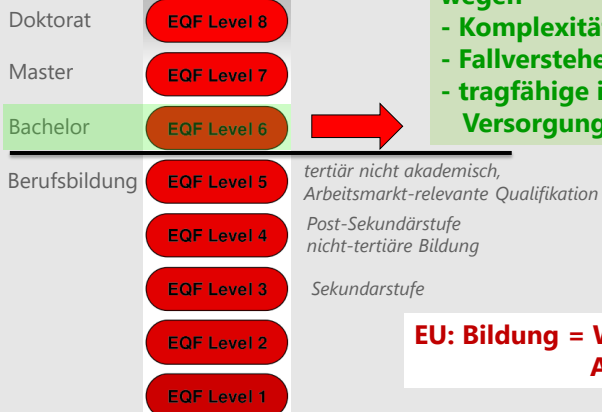 wegen
- Komplexitä
- Fallverstehe
- tragfähige i
Versorgung
Doktorat EQF Level 8
Master EQF Level 7
Bachelor EQF Level 6
Berufsbildung EQF Level 5 tertiär nicht akademisch,
Arbeitsmarkt-relevante Qualifikation
EQF Level 4 Post-Sekundärstufe
nicht-tertiäre Bildung
EQF Level 3 Sekundarstufe
EQF Level 2
EU: Bildung = 
EQF Level 1